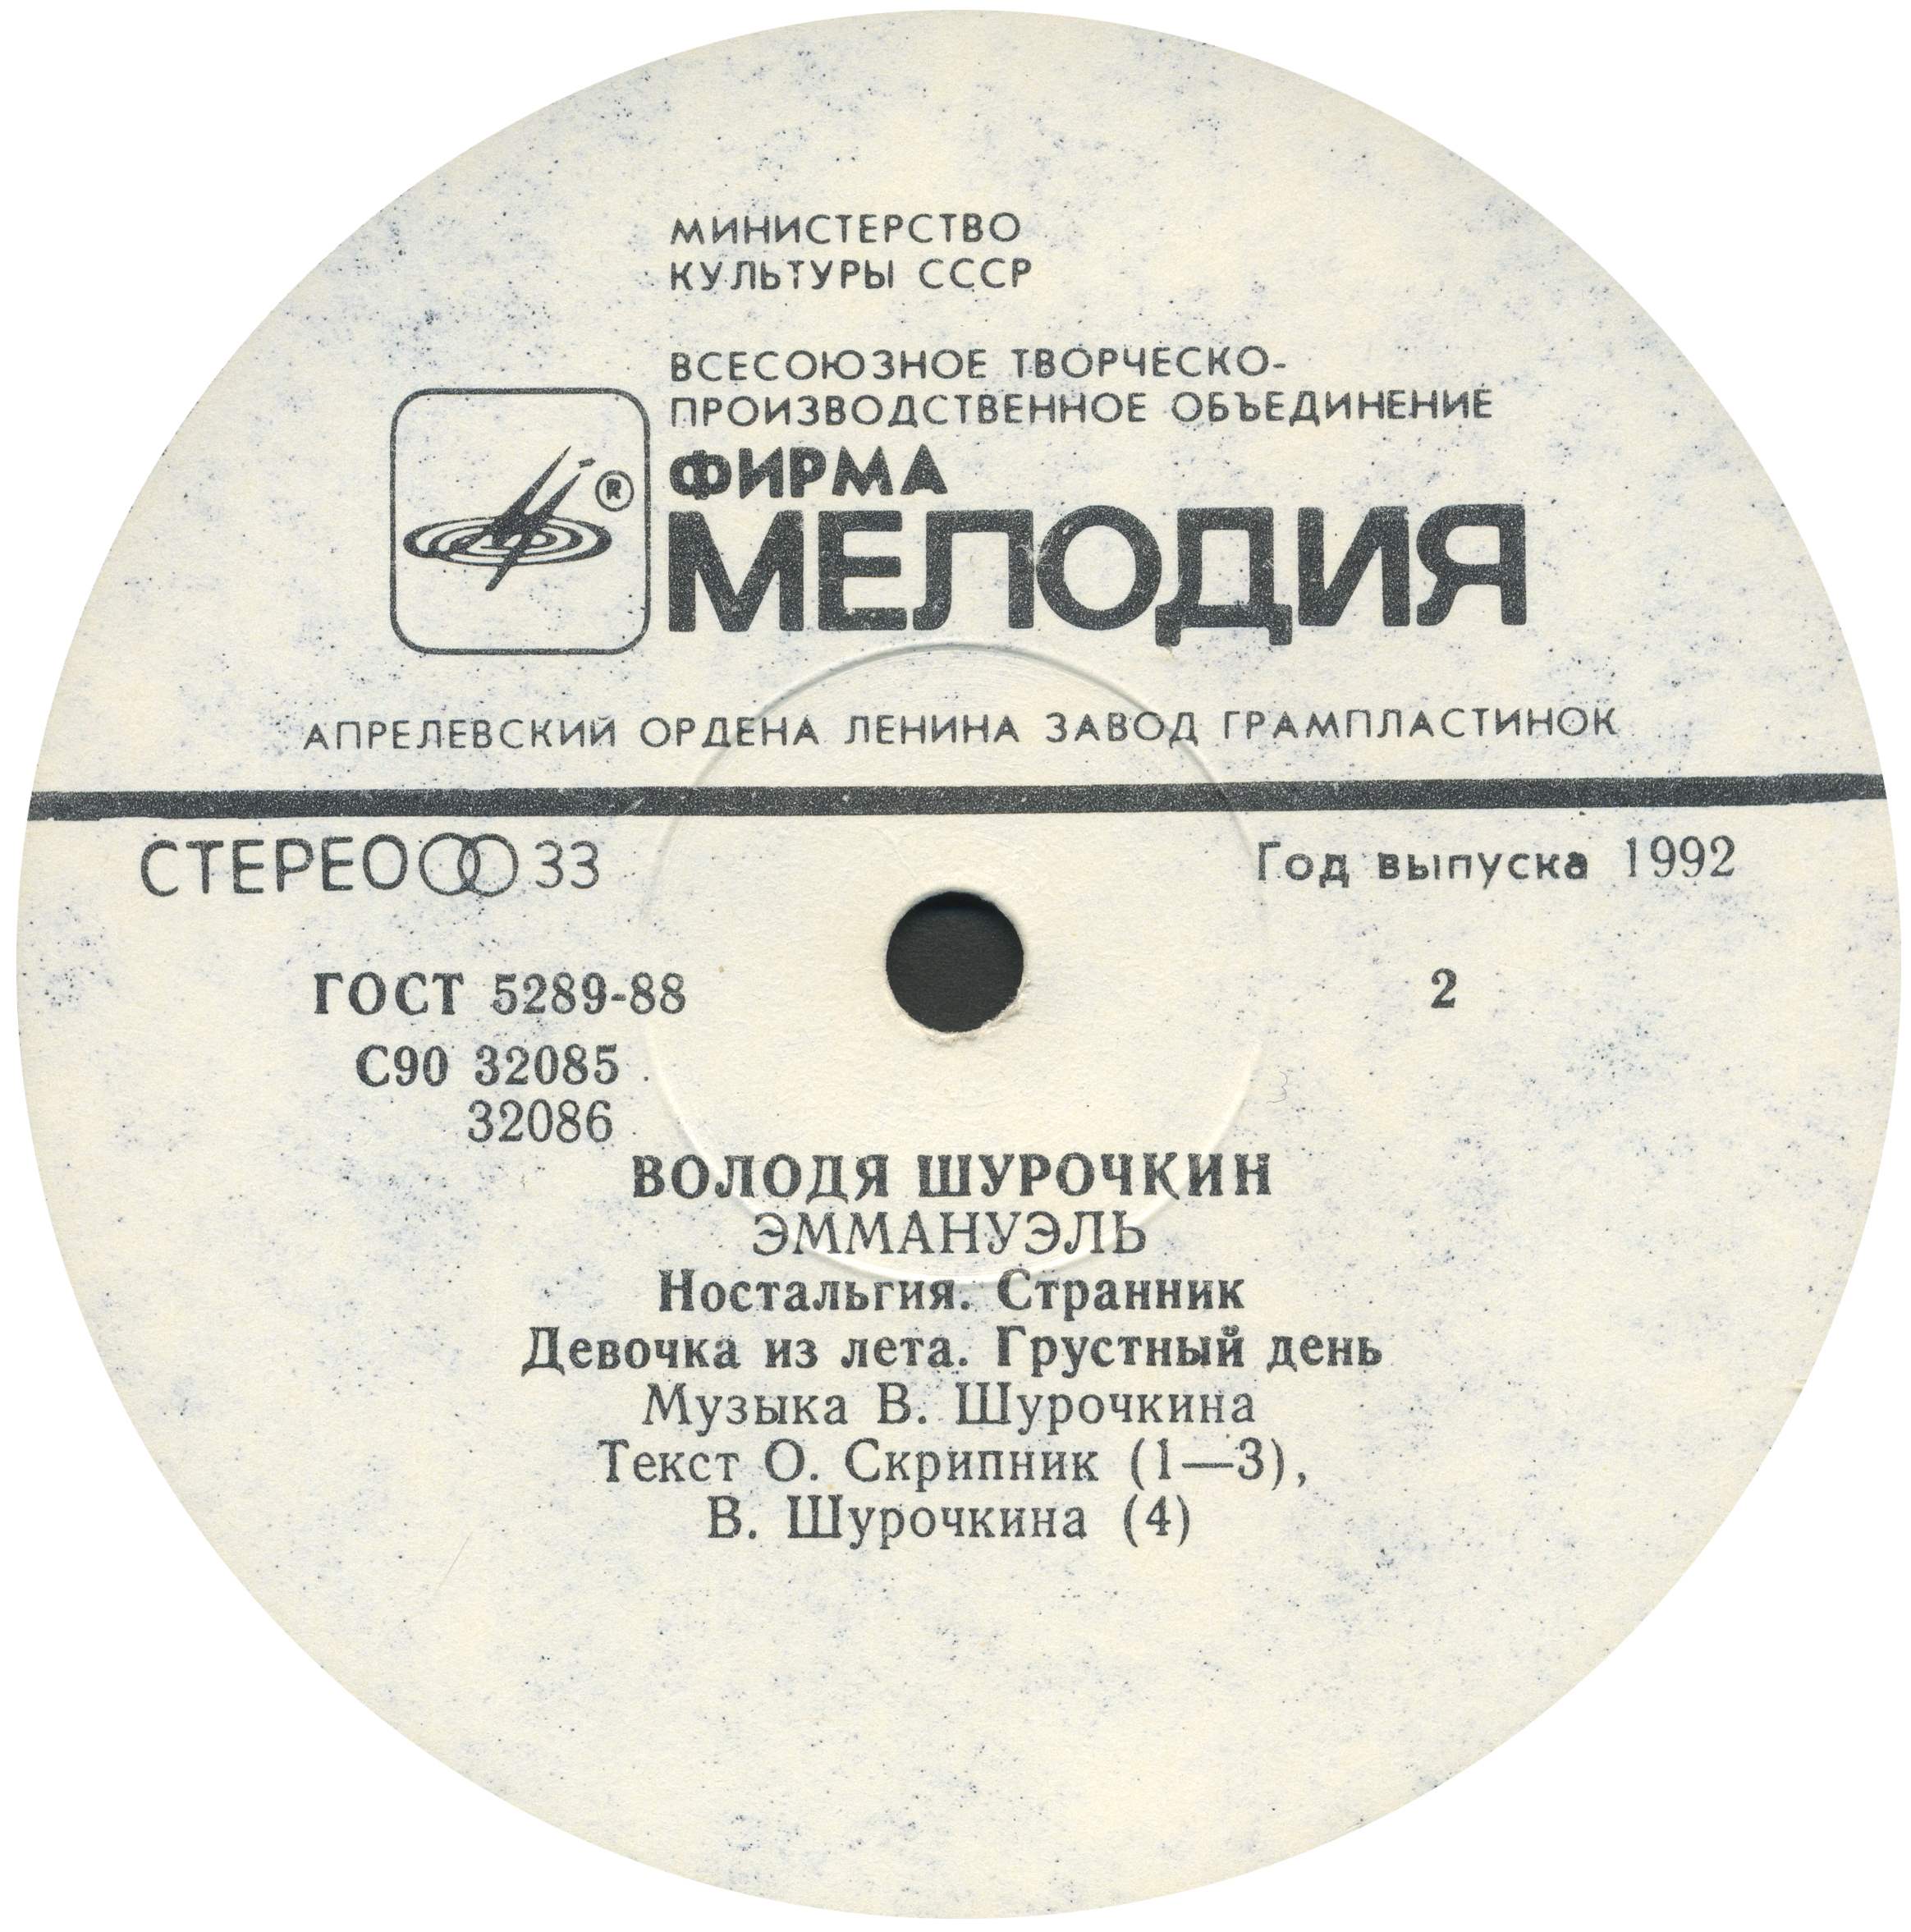 МИНИСТЕРСТВО
КУЛЬТУРЫ СССР
ВСЕСОЮЗНОЕ ТВОРЧЕСКО-
ПРОИЗВОДСТВЕННОЕ ОБЪЕДИНЕНИЕ
®
ФИРМА
МЕЛОДИЯ
АПРЕЛЕВСКИЙ ОРДЕНА ЛЕНИНА ЗАВОД ГРАМПЛАСТИНОК
СТЕРЕО 33
Год выпуска 1992
ГОСТ 5289-88
2
С90 32085
32086
ВОЛОДЯ ШУРОЧКИН
ЭММАНУЭЛЬ
Ностальгия. Странник
Девочка из лета. Грустный день
Музыка В. Шурочкина
Текст О. Скрипник (1—3),
В. Шурочкина (4)